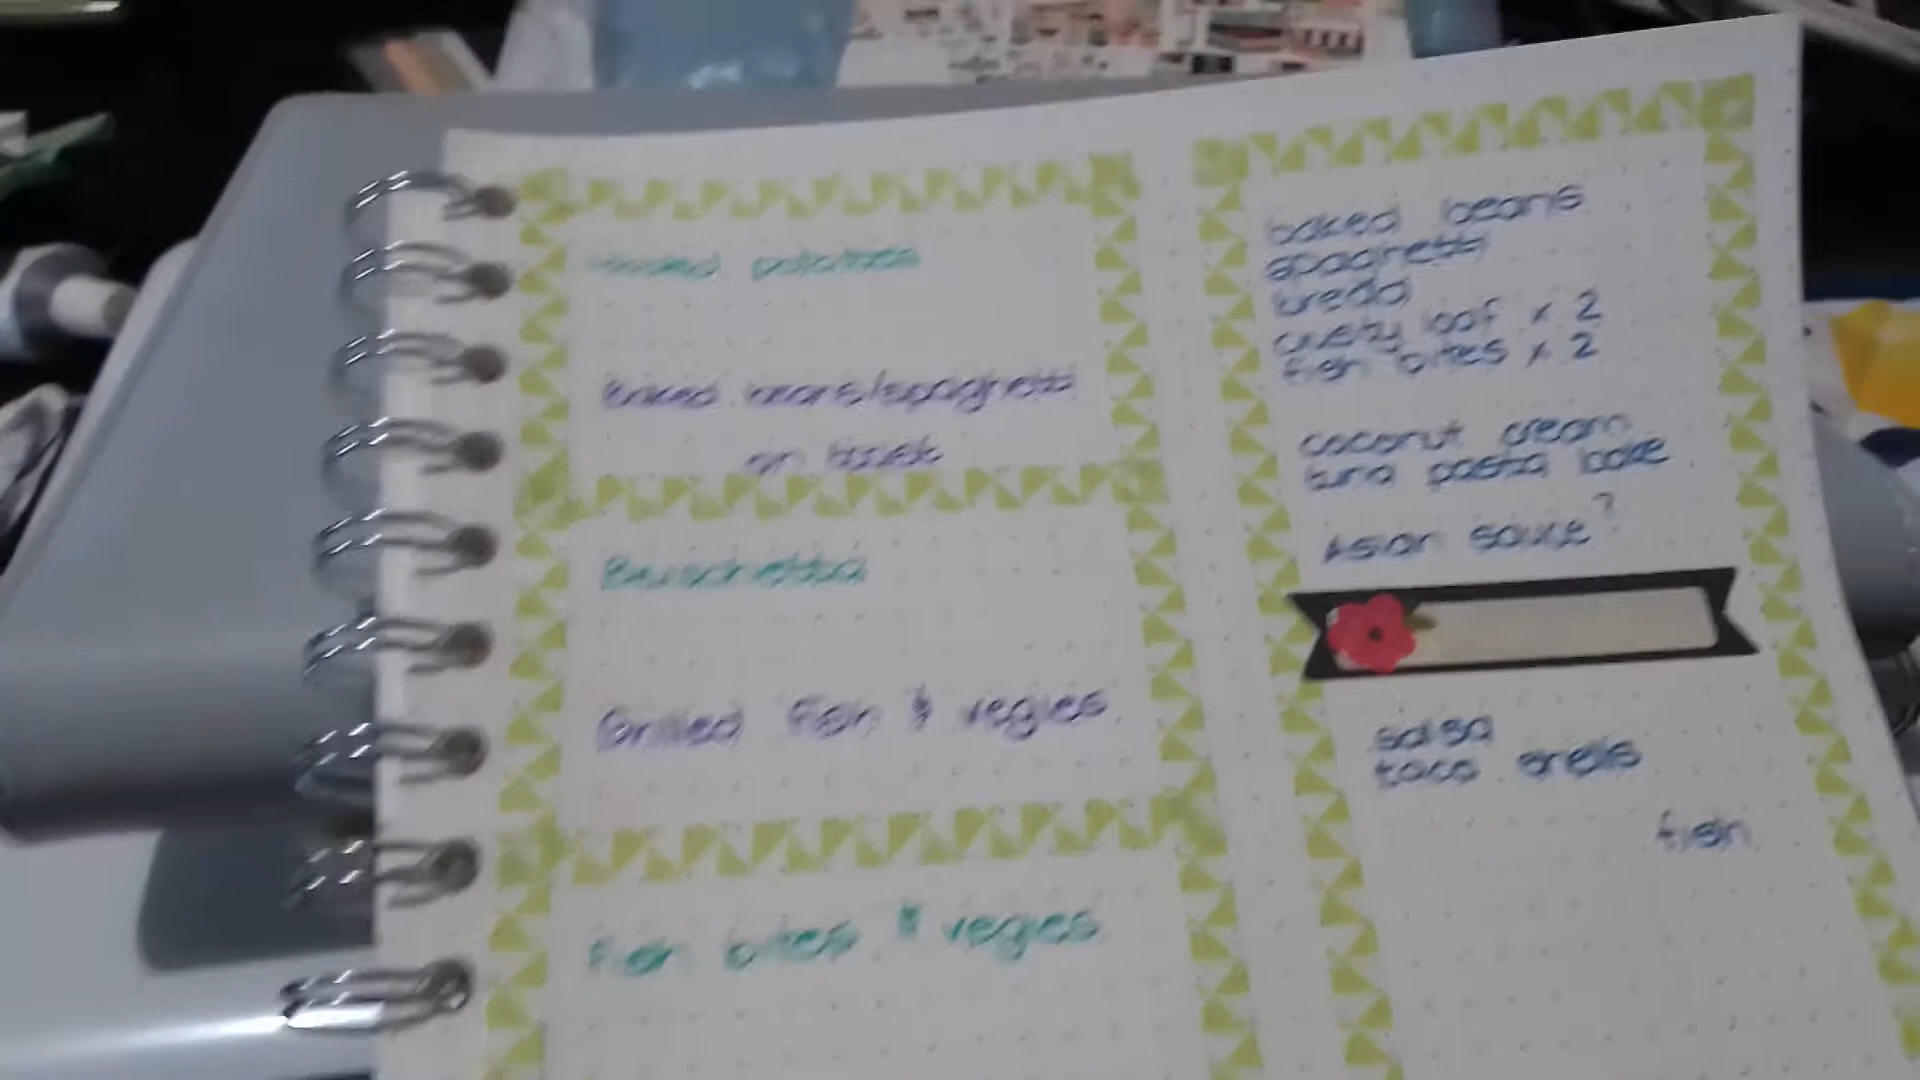 potatoes
Baked beans/spaghetti
on toast
Bruschetta
Grilled fish & vegies
Fish bites & vegies
baked beans
spaghetti
bread
crusty loaf x 2
fish bites x 2
coconut cream
tuna pasta bake
Asian sauce?
salsa
taco shells
fish